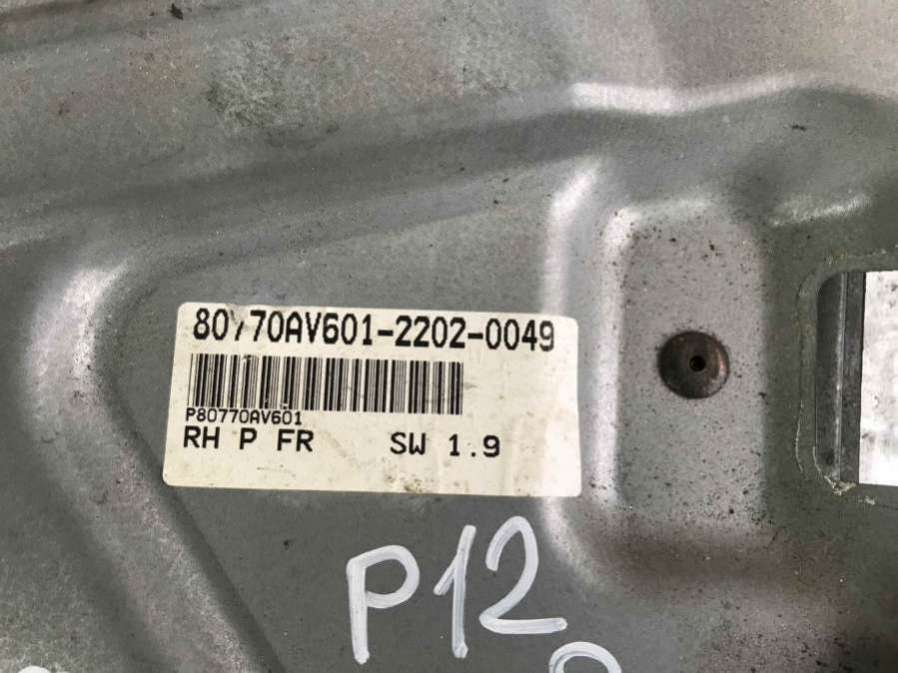 80770AV601-2202-0049
P80770AV601
RH P FR SW 1.9
P12